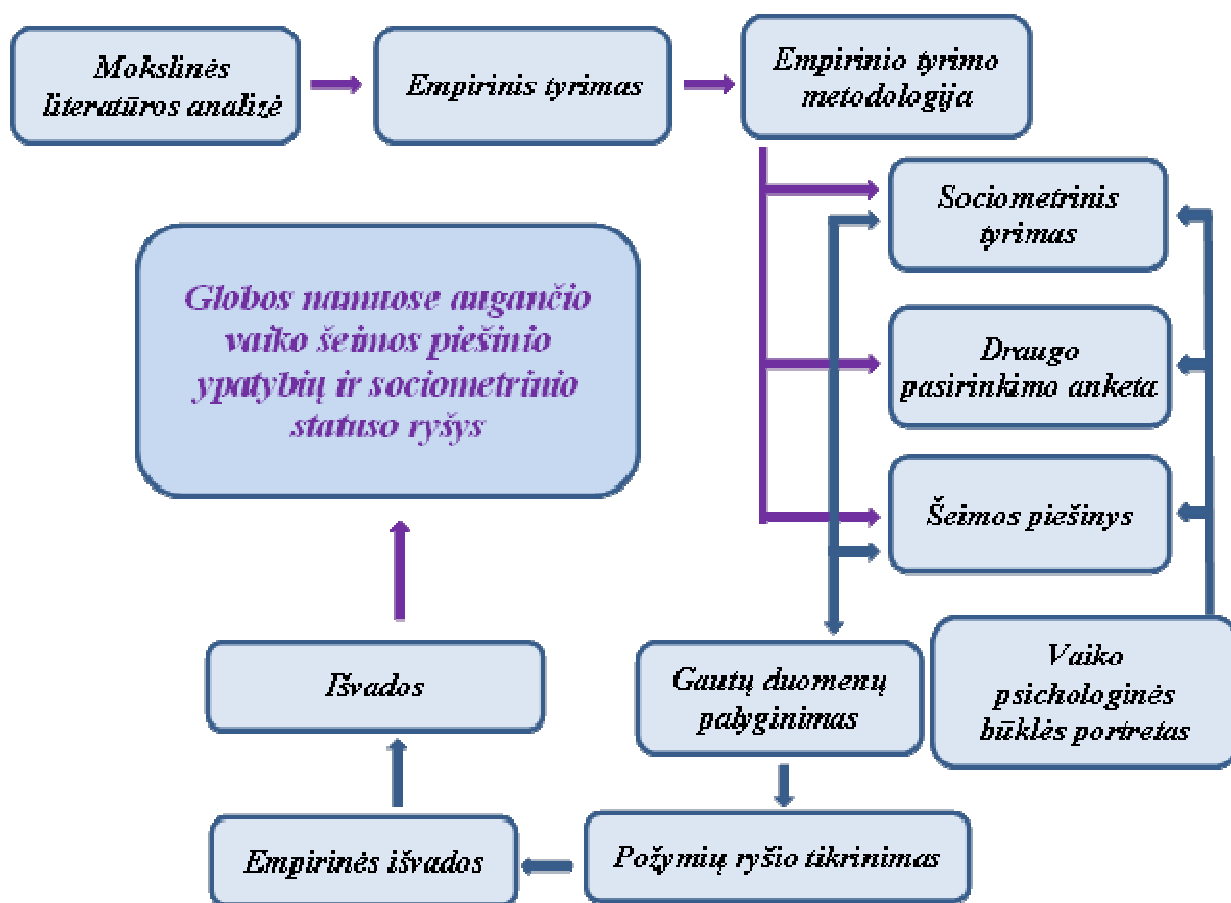 Mokslinės
literatūros analizė
Empirinis tyrimas
Empirinio tyrimo
metodologija
Sociometrinis
tyrimas
Globos namuose augančio
vaiko šeimos piešinio
ypatybių ir sociometrinio
statuso ryšys
Draugo
pasirinkimo anketa
Šeimos piešinys
Vaiko
psichologinės
būklės portretas
Gautų duomenų
palyginimas
Išvados
Empirinės išvados
Požymių ryšio tikrinimas